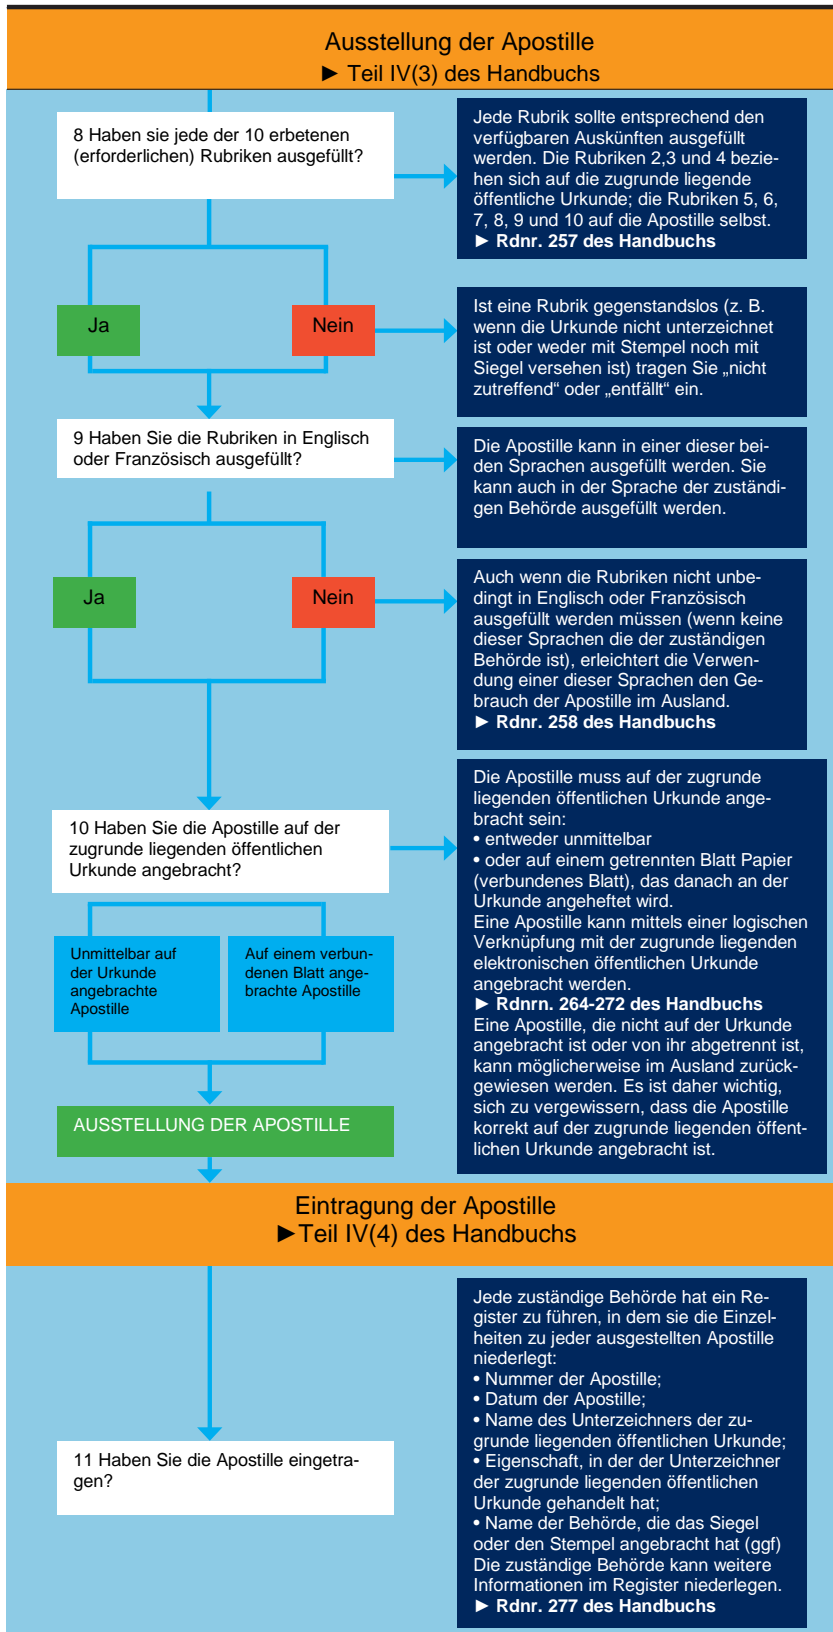 Ausstellung der Apostille
► Teil IV(3) des Handbuchs
8 Haben sie jede der 10 erbetenen
(erforderlichen) Rubriken ausgefüllt?
Jede Rubrik sollte entsprechend den
verfügbaren Auskünften ausgefüllt
werden. Die Rubriken 2,3 und 4 bezie-
hen sich auf die zugrunde liegende
öffentliche Urkunde; die Rubriken 5, 6,
7, 8, 9 und 10 auf die Apostille selbst.
► Rdnr. 257 des Handbuchs
Ja
Nein
Ist eine Rubrik gegenstandslos (z. B.
wenn die Urkunde nicht unterzeichnet
ist oder weder mit Stempel noch mit
Siegel versehen ist) tragen Sie „nicht
zutreffend“ oder „entfällt“ ein.
9 Haben Sie die Rubriken in Englisch
oder Französisch ausgefüllt?
Die Apostille kann in einer dieser bei-
den Sprachen ausgefüllt werden. Sie
kann auch in der Sprache der zuständi-
gen Behörde ausgefüllt werden.
Ja
Nein
Auch wenn die Rubriken nicht unbe-
dingt in Englisch oder Französisch
ausgefüllt werden müssen (wenn keine
dieser Sprachen die der zuständigen
Behörde ist), erleichtert die Verwen-
dung einer dieser Sprachen den Ge-
brauch der Apostille im Ausland.
► Rdnr. 258 des Handbuchs
10 Haben Sie die Apostille auf der
zugrunde liegenden öffentlichen
Urkunde angebracht?
Die Apostille muss auf der zugrunde
liegenden öffentlichen Urkunde ange-
bracht sein:
• entweder unmittelbar
• oder auf einem getrennten Blatt Papier
(verbundenes Blatt), das danach an der
Urkunde angeheftet wird.
Eine Apostille kann mittels einer logischen
Verknüpfung mit der zugrunde liegenden
elektronischen öffentlichen Urkunde
angebracht werden.
► Rdnrn. 264-272 des Handbuchs
Eine Apostille, die nicht auf der Urkunde
angebracht ist oder von ihr abgetrennt ist,
kann möglicherweise im Ausland zurück-
gewiesen werden. Es ist daher wichtig,
sich zu vergewissern, dass die Apostille
korrekt auf der zugrunde liegenden öffent-
lichen Urkunde angebracht ist.
Unmittelbar auf
der Urkunde
angebrachte
Apostille
Auf einem verbun-
denen Blatt ange-
brachte Apostille
AUSSTELLUNG DER APOSTILLE
Eintragung der Apostille
►Teil IV(4) des Handbuchs
11 Haben Sie die Apostille eingetra-
gen?
Jede zuständige Behörde hat ein Re-
gister zu führen, in dem sie die Einzel-
heiten zu jeder ausgestellten Apostille
niederlegt:
• Nummer der Apostille;
• Datum der Apostille;
• Name des Unterzeichners der zu-
grunde liegenden öffentlichen Urkunde;
• Eigenschaft, in der der Unterzeichner
der zugrunde liegenden öffentlichen
Urkunde gehandelt hat;
• Name der Behörde, die das Siegel
oder den Stempel angebracht hat (ggf)
Die zuständige Behörde kann weitere
Informationen im Register niederlegen.
► Rdnr. 277 des Handbuchs